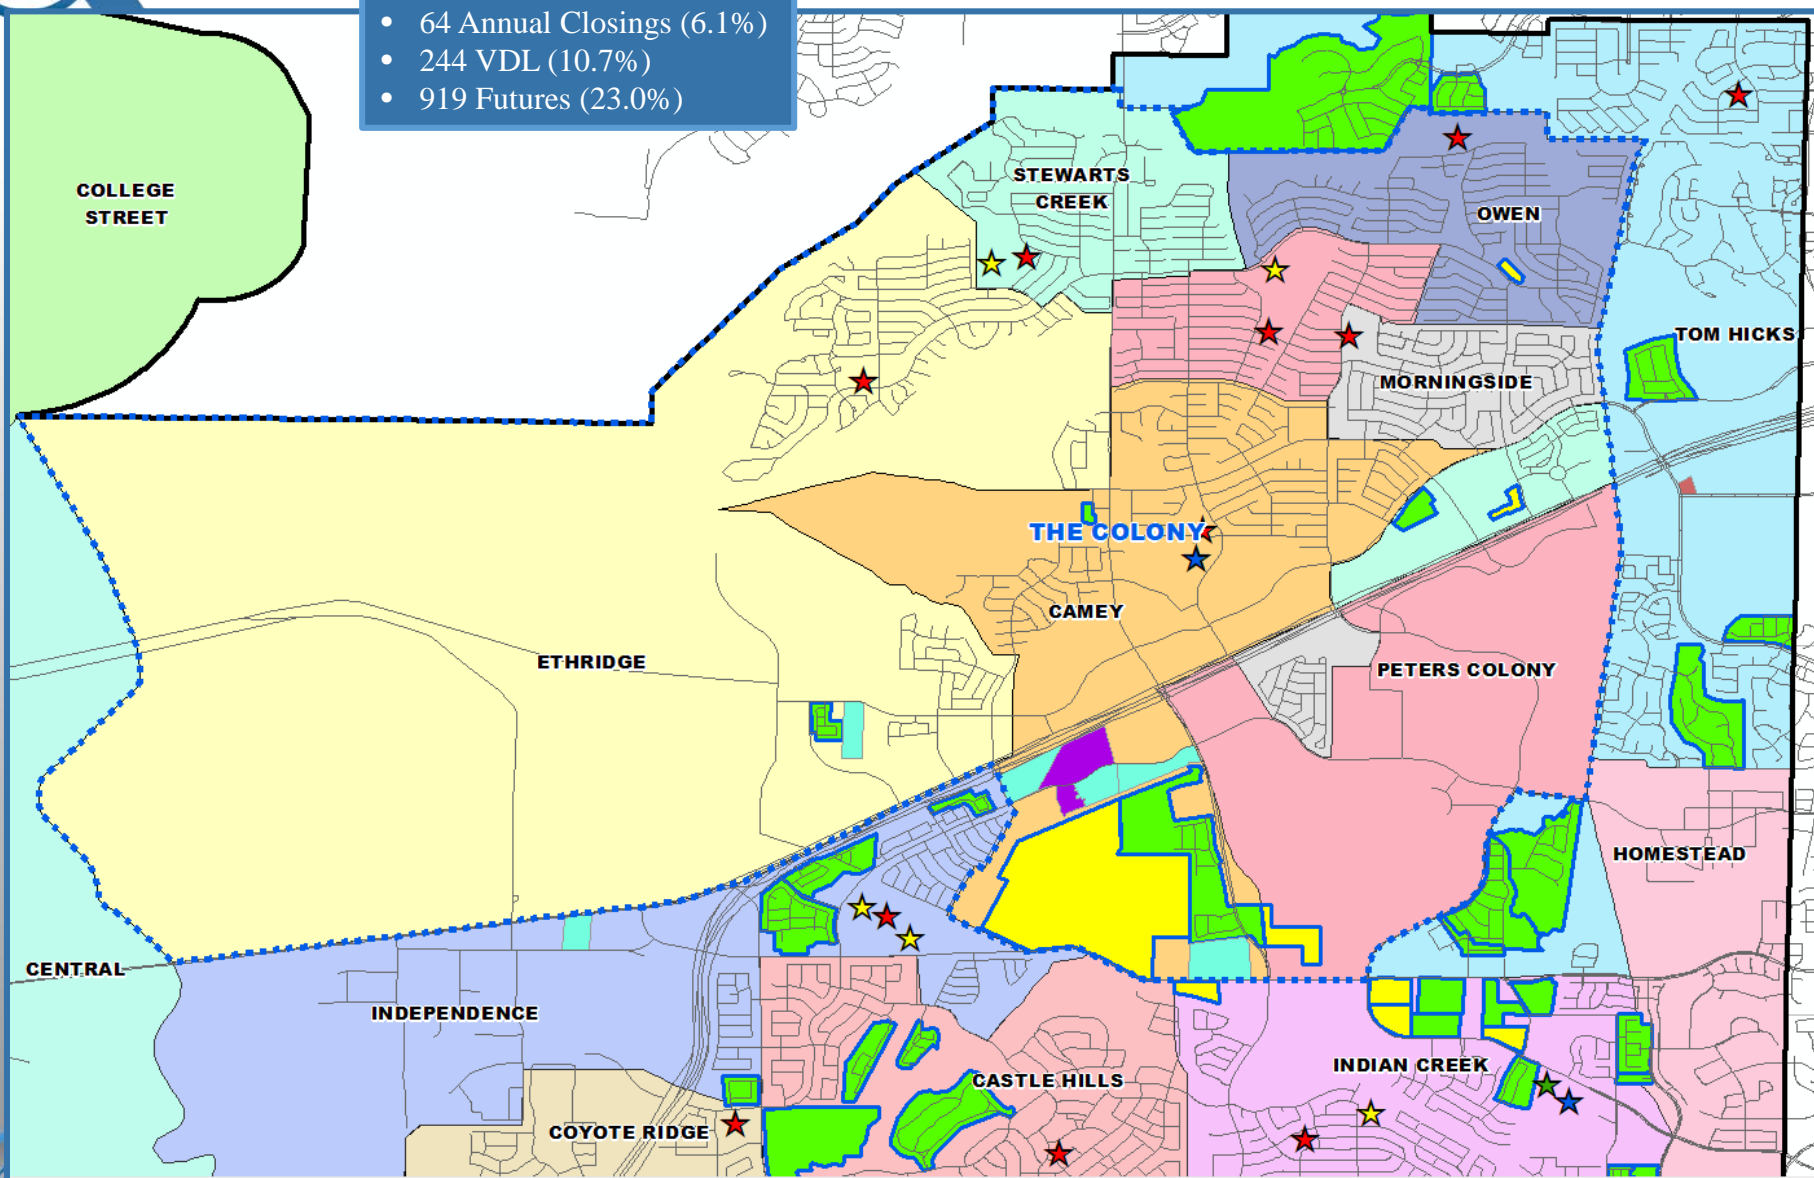 • 64 Annual Closings (6.1%)
• 244 VDL (10.7%)
• 919 Futures (23.0%)
COLLEGE
STREET
STEWARTS
CREEK
OWEN
TOM HICKS
MORNINGSIDE
THE COLONY
CAMEY
ETHRIDGE
PETERS COLONY
HOMESTEAD
CENTRAL
INDEPENDENCE
INDIAN CREEK
CASTLE HILLS
COYOTE RIDGE